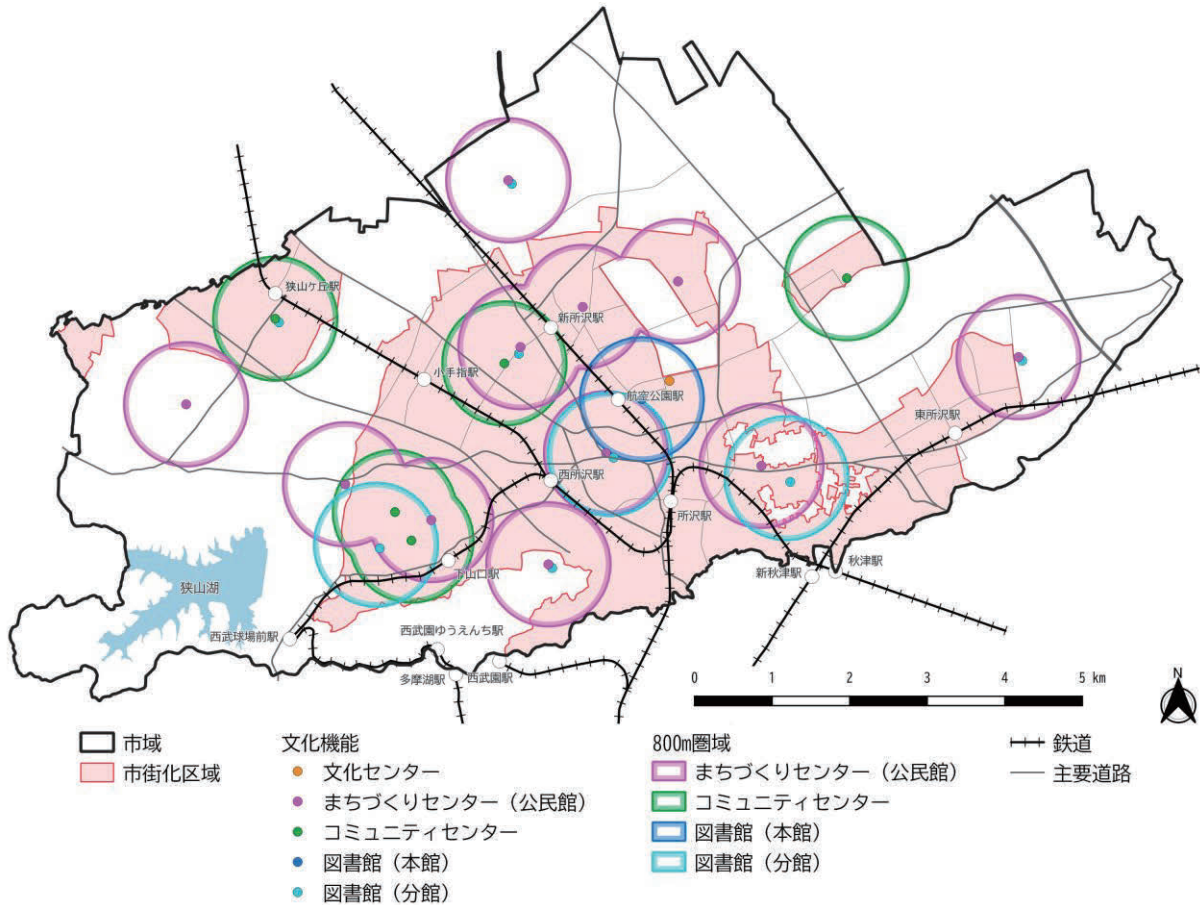 狭山ケ丘駅
新所沢駅
小手指駅
航空公園駅
東所沢駅
西所沢駅
所沢駅
下山口駅
新秋津駅
秋津駅
狭山湖
西武球場前駅
西武園ゆうえんち駅
多摩湖駅
西武園駅
0 1 2 3 4 5 km
N
市域
市街化区域
文化機能
文化センター
まちづくりセンター（公民館）
コミュニティセンター
図書館（本館）
図書館（分館）
800m圏域
まちづくりセンター（公民館）
コミュニティセンター
図書館（本館）
図書館（分館）
鉄道
主要道路